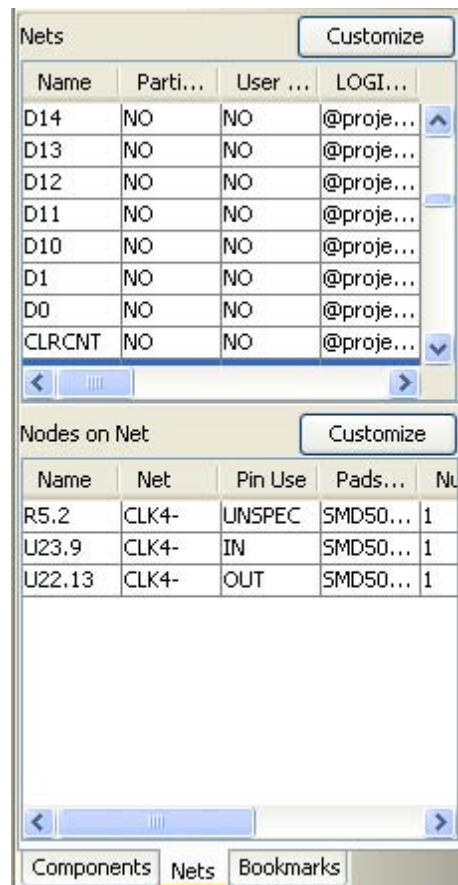 Nets Customize
Name Parti... User ... LOGI...
D14 NO NO @proje...
D13 NO NO @proje...
D12 NO NO @proje...
D11 NO NO @proje...
D10 NO NO @proje...
D1 NO NO @proje...
D0 NO NO @proje...
CLRCNT NO NO @proje...
Nodes on Net Customize
Name Net Pin Use Pads... Nu
R5.2 CLK4- UNSPEC SMD50... 1
U23.9 CLK4- IN SMD50... 1
U22.13 CLK4- OUT SMD50... 1
Components Nets Bookmarks